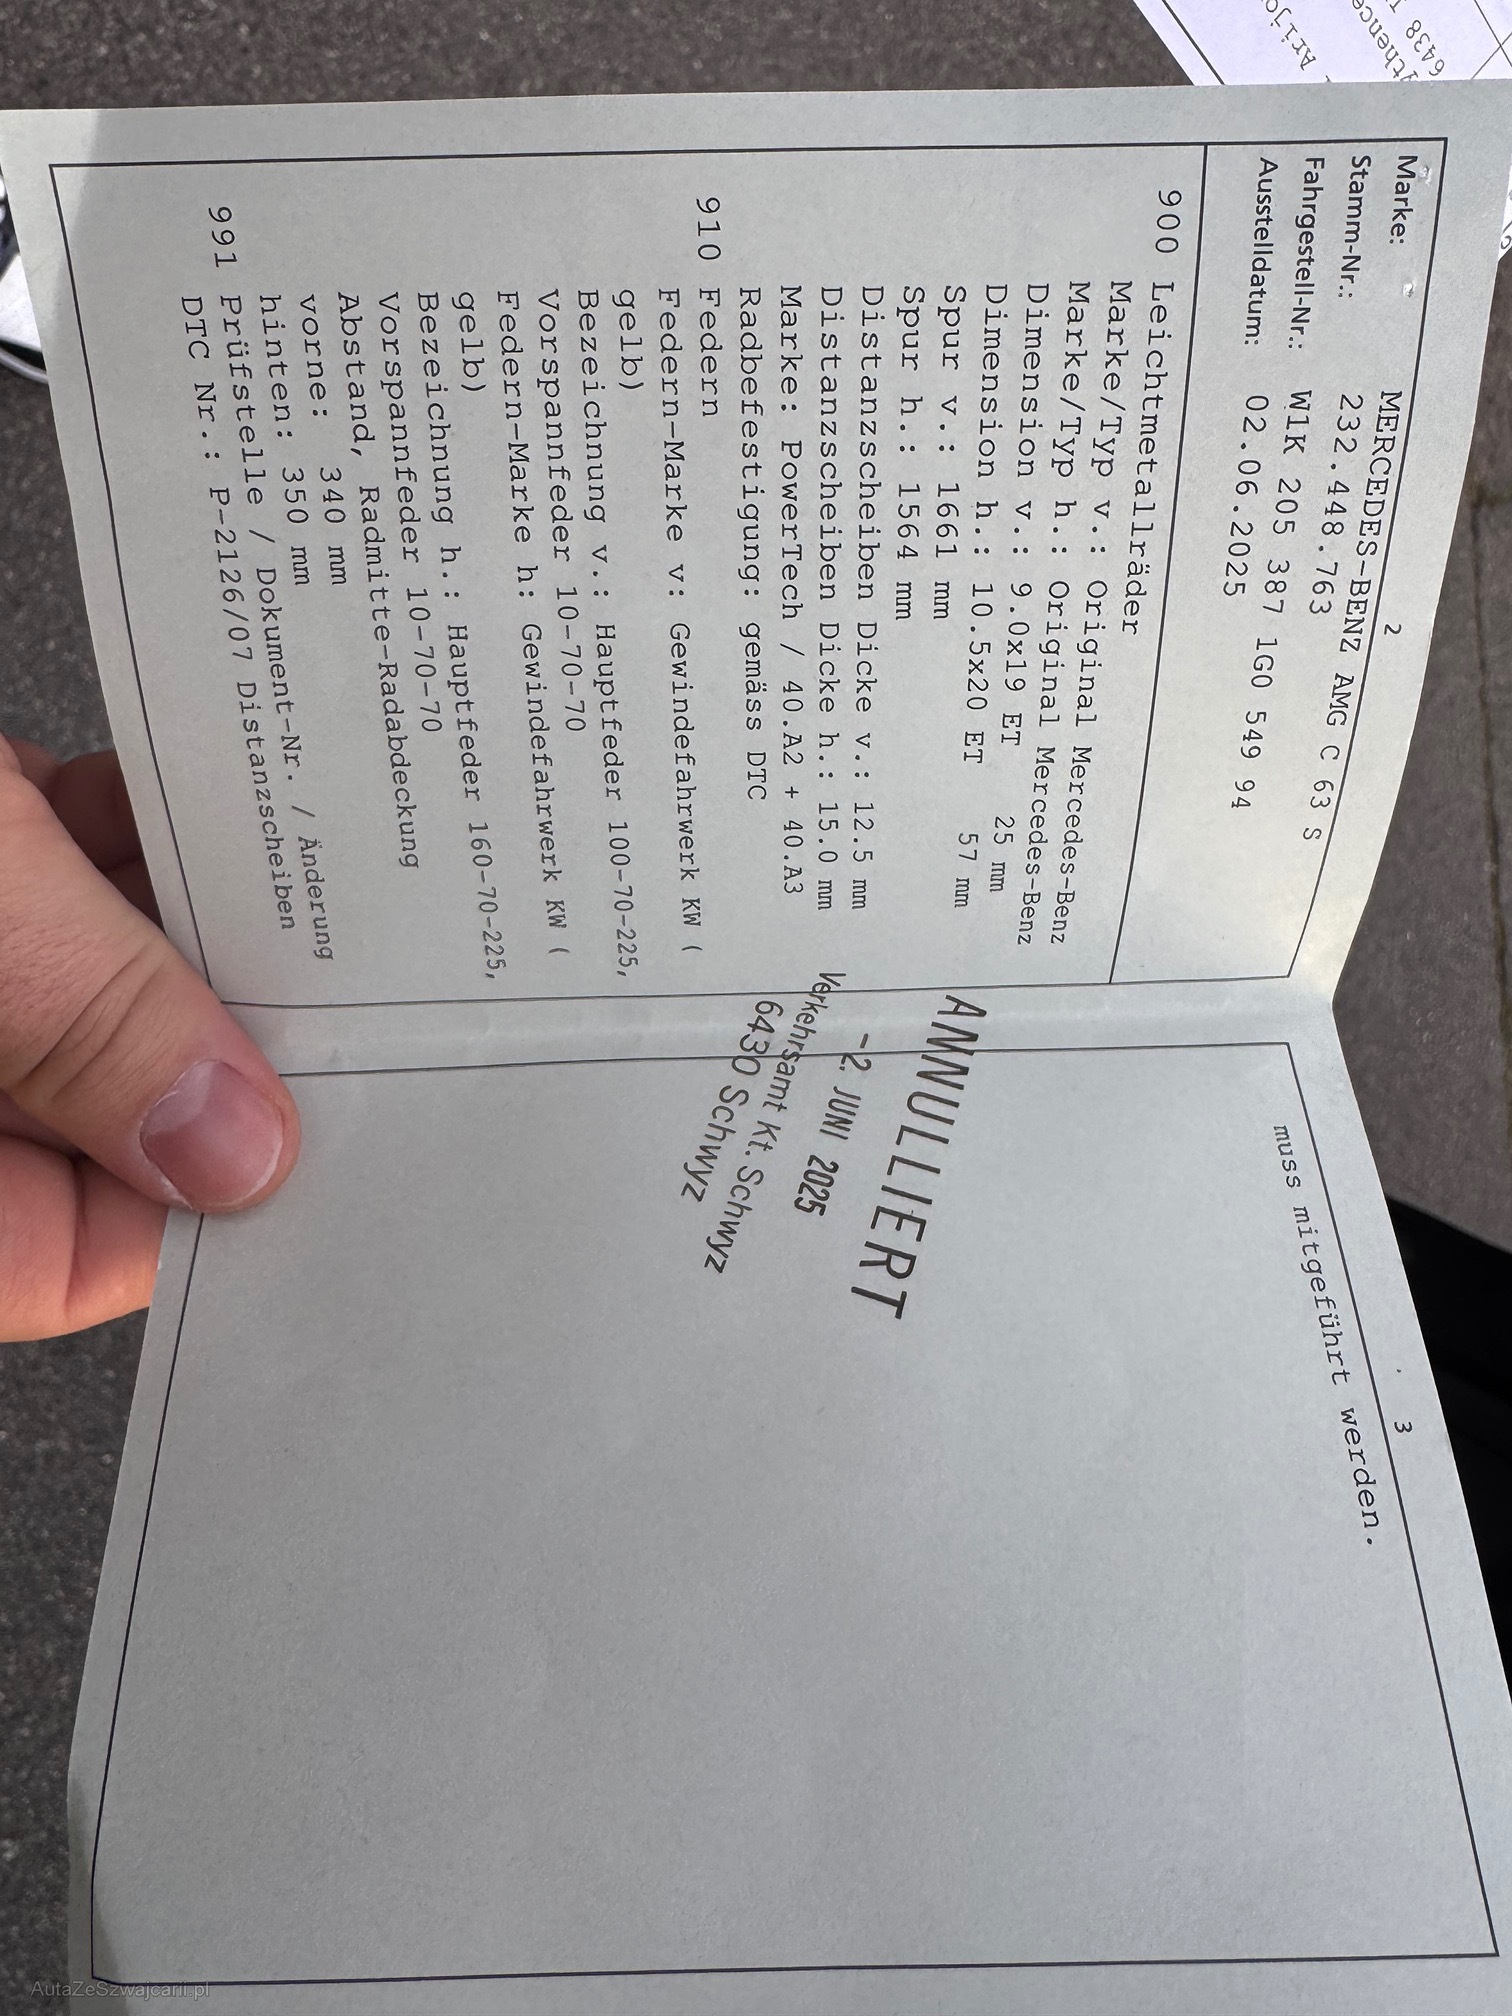 2
Marke: MERCEDES-BENZ AMG C 63 S
Stamm-Nr.: 232.448.763
Fahrgestell-Nr.: W1K 205 387 1G0 549 94
Ausstelldatum: 02.06.2025
900 Leichtmetallräder
Marke/Typ v.: Original Mercedes-Benz
Marke/Typ h.: Original Mercedes-Benz
Dimension v.: 9.0x19 ET 25 mm
Dimension h.: 10.5x20 ET 57 mm
Spur v.: 1661 mm
Spur h.: 1564 mm
Distanzscheiben Dicke v.: 12.5 mm
Distanzscheiben Dicke h.: 15.0 mm
Marke: PowerTech / 40.A2 + 40.A3
Radbefestigung: gemäss DTC
910 Federn
Federn-Marke v: Gewindefahrwerk KW (
gelb)
Bezeichnung v.: Hauptfeder 100-70-225,
Vorspannfeder 10-70-70
Federn-Marke h: Gewindefahrwerk KW (
gelb)
Bezeichnung h.: Hauptfeder 160-70-225,
Vorspannfeder 10-70-70
Abstand, Radmitte-Radabdeckung
vorne: 340 mm
hinten: 350 mm
991 Prüfstelle / Dokument-Nr. / Änderung
DTC Nr.: P-2126/07 Distanzscheiben
3
muss mitgeführt werden.
ANNULLIERT
-2. JUNI 2025
Verkehrsamt Kt. Schwyz
6430 Schwyz
6438
AutaZeSzwajcarii.pl